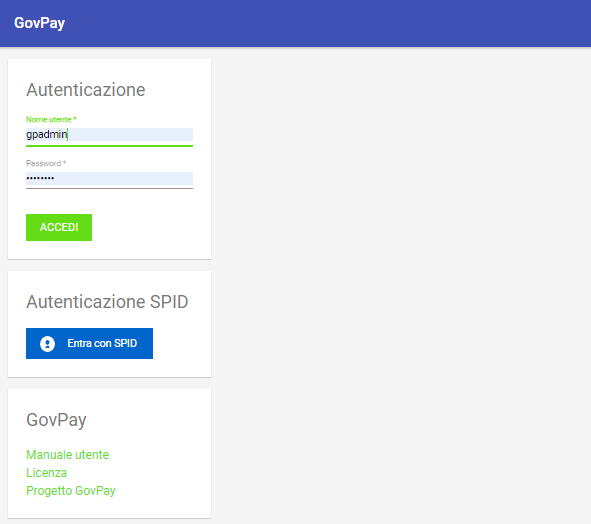 GovPay
Autenticazione
Nome utente *
gpadmin
Password *
••••••••
ACCEDI
Autenticazione SPID
Entra con SPID
GovPay
Manuale utente
Licenza
Progetto GovPay